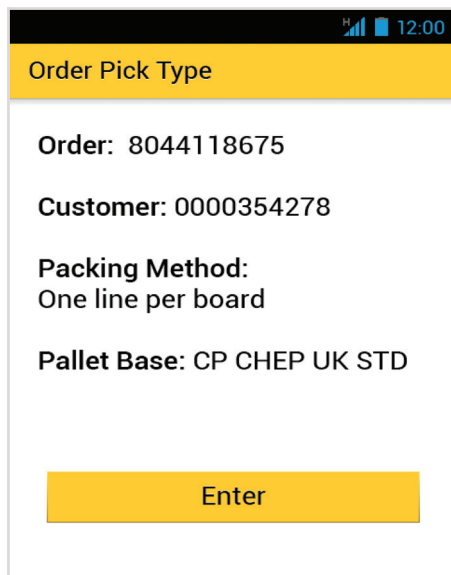 H 12:00
Order Pick Type
Order: 8044118675
Customer: 0000354278
Packing Method:
One line per board
Pallet Base: CP CHEP UK STD
Enter